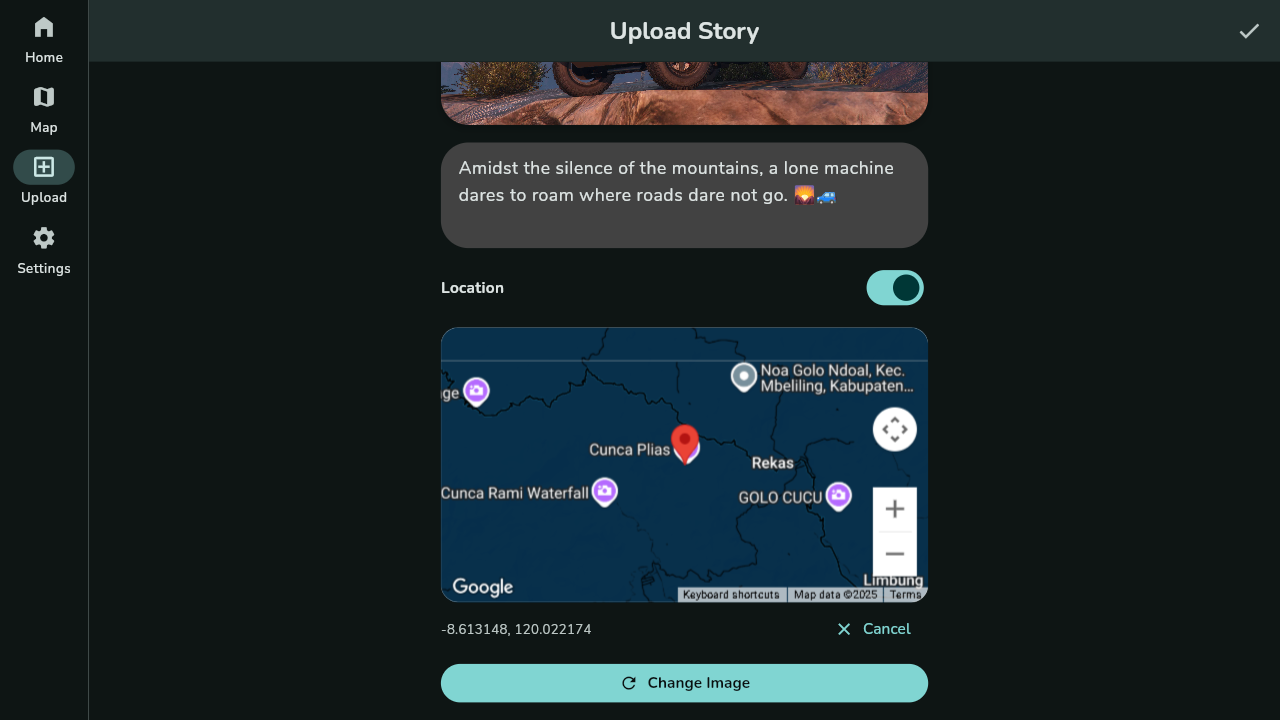 Upload Story
Home
Map
Upload
Settings
Amidst the silence of the mountains, a lone machine
dares to roam where roads dare not go. 🌄🚙
Location
Noa Golo Ndoal, Kec.
Mbeliling, Kabupaten...
ge
Cunca Plias
Rekas
Cunca Rami Waterfall
GOLO CUCU
Limbung
Google
Keyboard shortcuts
Map data ©2025
Terms
-8.613148, 120.022174
Cancel
Change Image